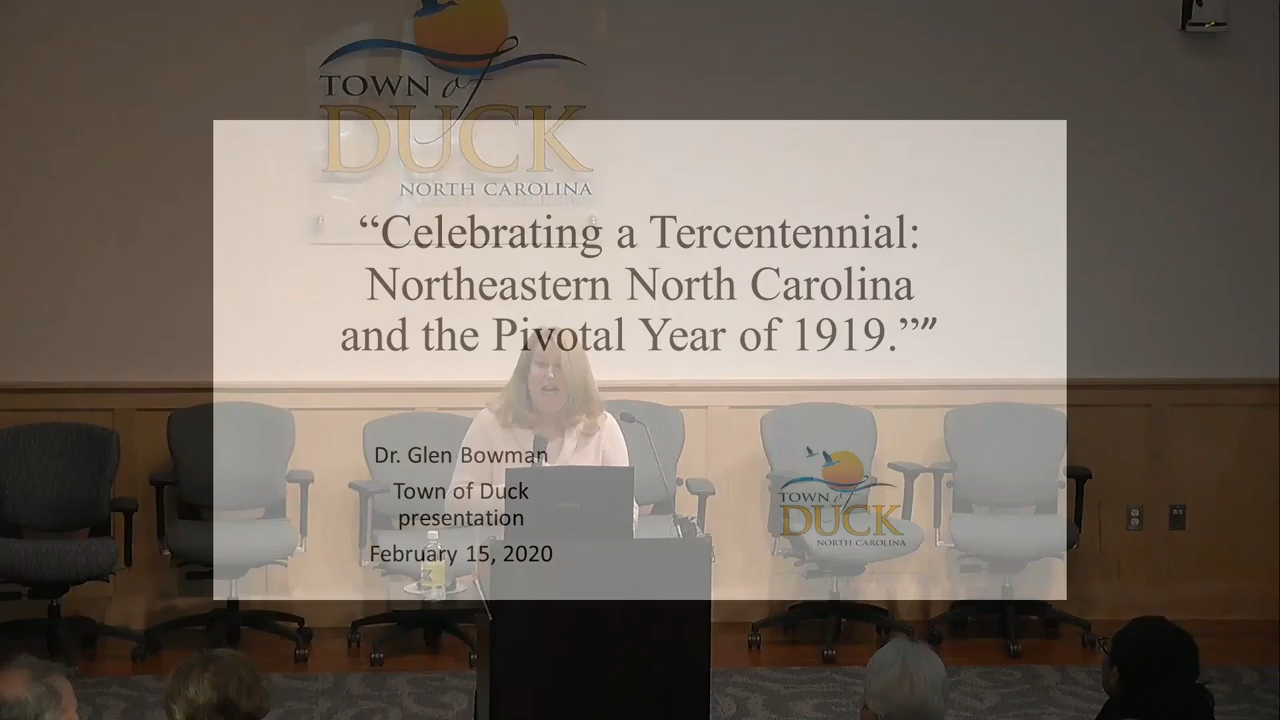 TOWN of
DUCK
NORTH CAROLINA
“Celebrating a Tercentennial:
Northeastern North Carolina
and the Pivotal Year of 1919.””
Dr. Glen Bowman
Town of Duck
presentation
February 15, 2020
TOWN of
DUCK
NORTH CAROLINA